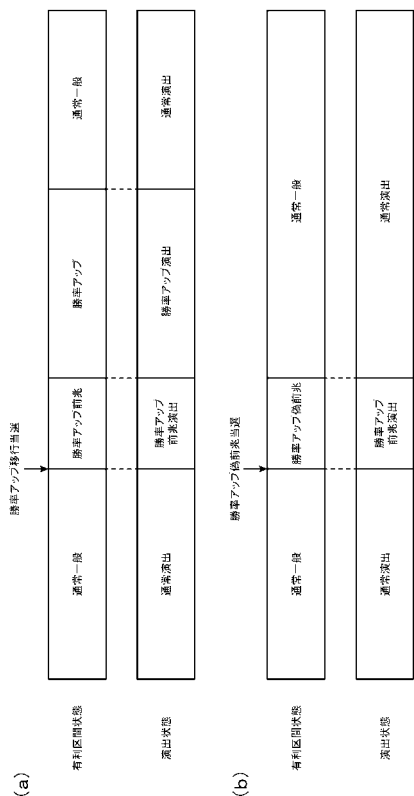 (a)
勝率アップ移行当選
有利区間状態
通常一般
勝率アップ前兆
勝率アップ
通常一般
演出状態
通常演出
勝率アップ
前兆演出
勝率アップ演出
通常演出
(b)
勝率アップ偽前兆当選
有利区間状態
通常一般
勝率アップ偽前兆
通常一般
演出状態
通常演出
勝率アップ
前兆演出
通常演出